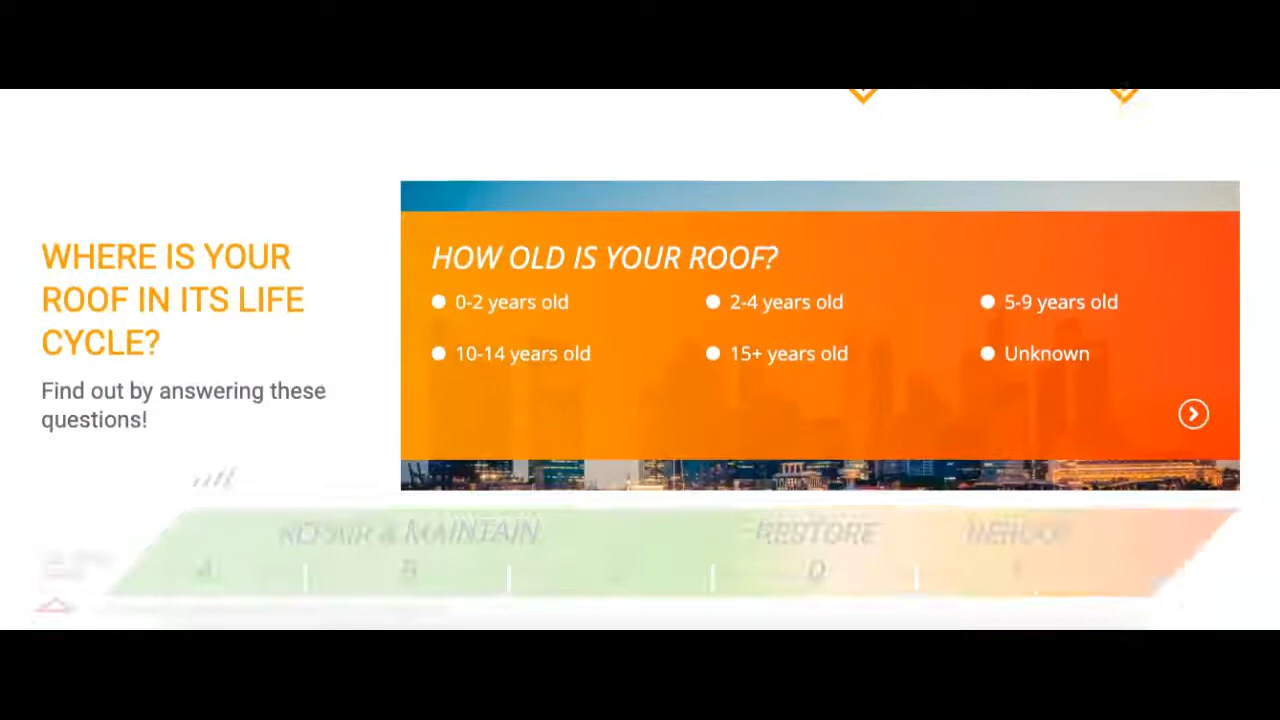 WHERE IS YOUR
ROOF IN ITS LIFE
CYCLE?
Find out by answering these
questions!
HOW OLD IS YOUR ROOF?
0-2 years old
2-4 years old
5-9 years old
10-14 years old
15+ years old
Unknown
REPAIR & MAINTAIN
RESTORE
A
B
D